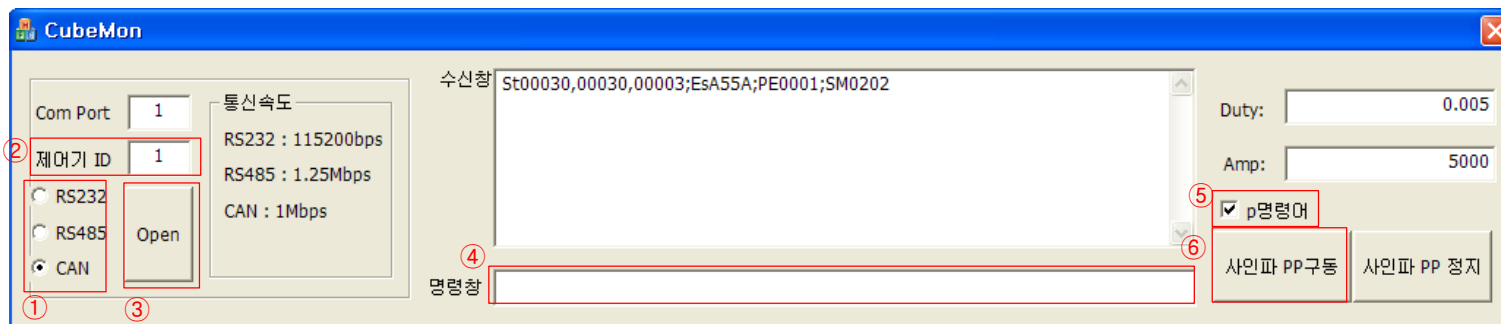 CubeMon
Com Port 1
② 제어기 ID 1
RS232
RS485
CAN
①
Open
③
통신속도
RS232 : 115200bps
RS485 : 1.25Mbps
CAN : 1Mbps
수신창
St00030,00030,00003;EsA55A;PE0001;SM0202
④
명령창
Duty: 0.005
Amp: 5000
⑤ p명령어
⑥ 사인파 PP구동
사인파 PP 정지